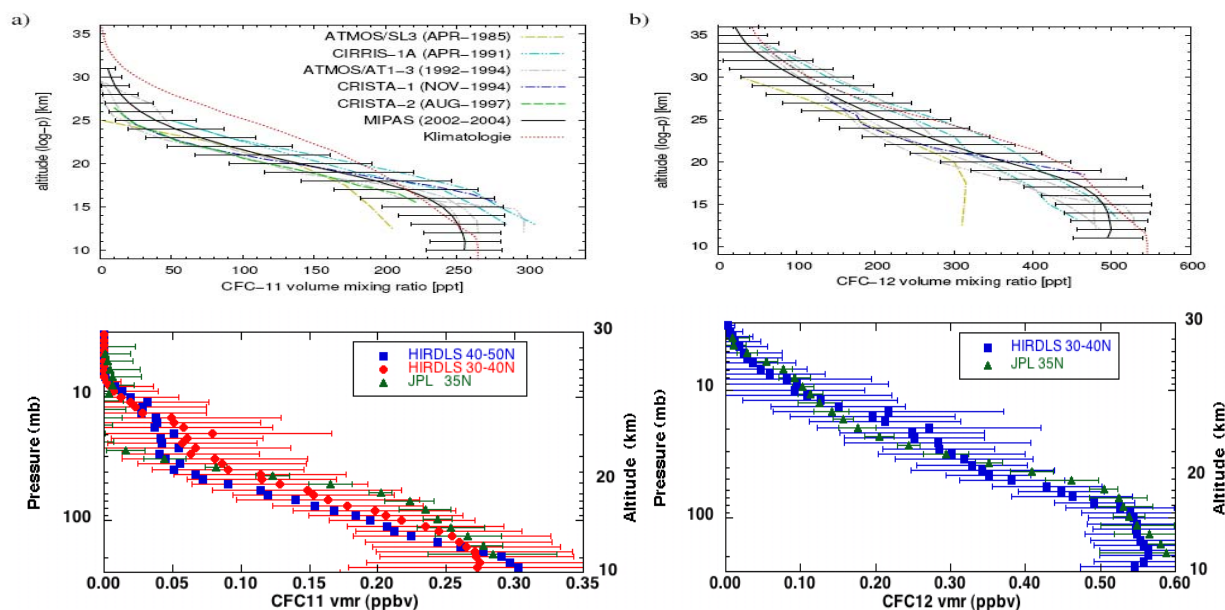 a)
35
30
25
20
15
10
altitude (log-p) [km]
ATMOS/SL3 (APR-1985)
CIRRIS-1A (APR-1991)
ATMOS/AT1-3 (1992-1994)
CRISTA-1 (NOV-1994)
CRISTA-2 (AUG-1997)
MIPAS (2002-2004)
Klimatologie
0 50 100 150 200 250 300
CFC-11 volume mixing ratio [ppt]
b)
35
30
25
20
15
10
altitude (log-p) [km]
0 100 200 300 400 500 600
CFC-12 volume mixing ratio [ppt]
Pressure (mb)
10
100
HIRDLS 40-50N
HIRDLS 30-40N
JPL 35N
30
20
10
Altitude (km)
0.00 0.05 0.10 0.15 0.20 0.25 0.30 0.35
CFC11 vmr (ppbv)
Pressure (mb)
10
100
HIRDLS 30-40N
JPL 35N
30
20
10
Altitude (km)
0.00 0.10 0.20 0.30 0.40 0.50 0.60
CFC12 vmr (ppbv)